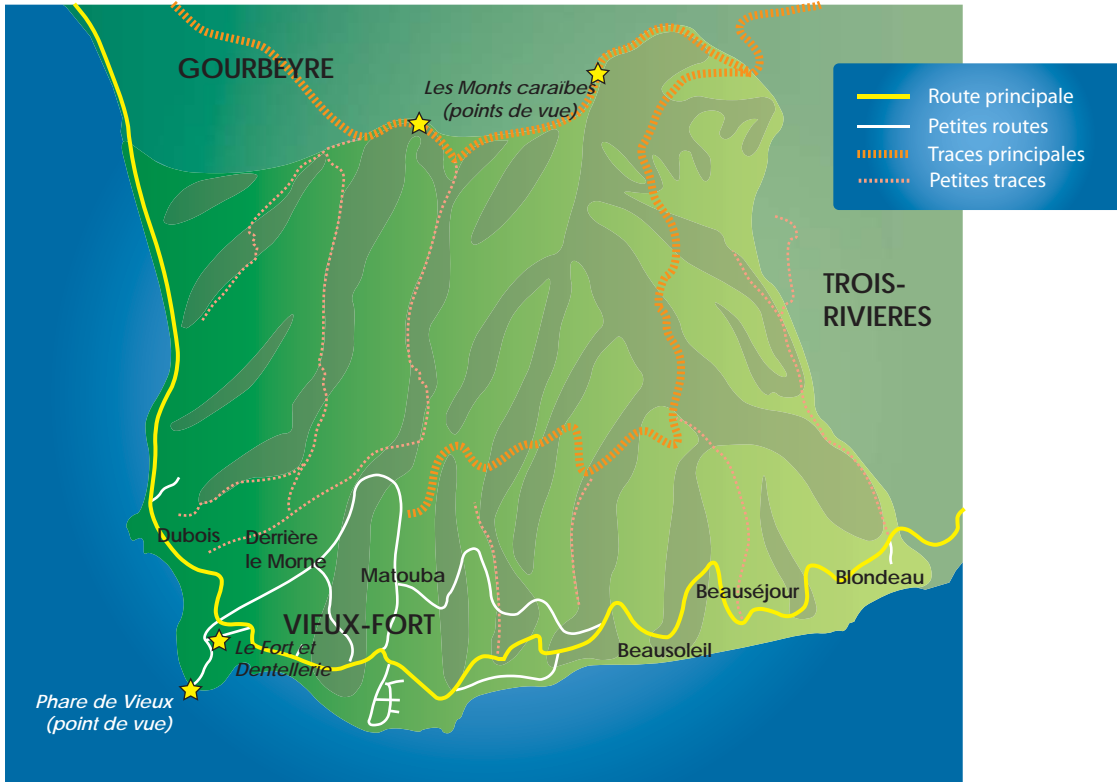 GOURBEYRE
Les Monts caraïbes
(points de vue)
Route principale
Petites routes
Traces principales
Petites traces
TROIS-
RIVIERES
Dubois
Derrière
le Morne
Matouba
Blondeau
Beauséjour
VIEUX-FORT
Beausoleil
Le Fort et
Dentellerie
Phare de Vieux
(point de vue)